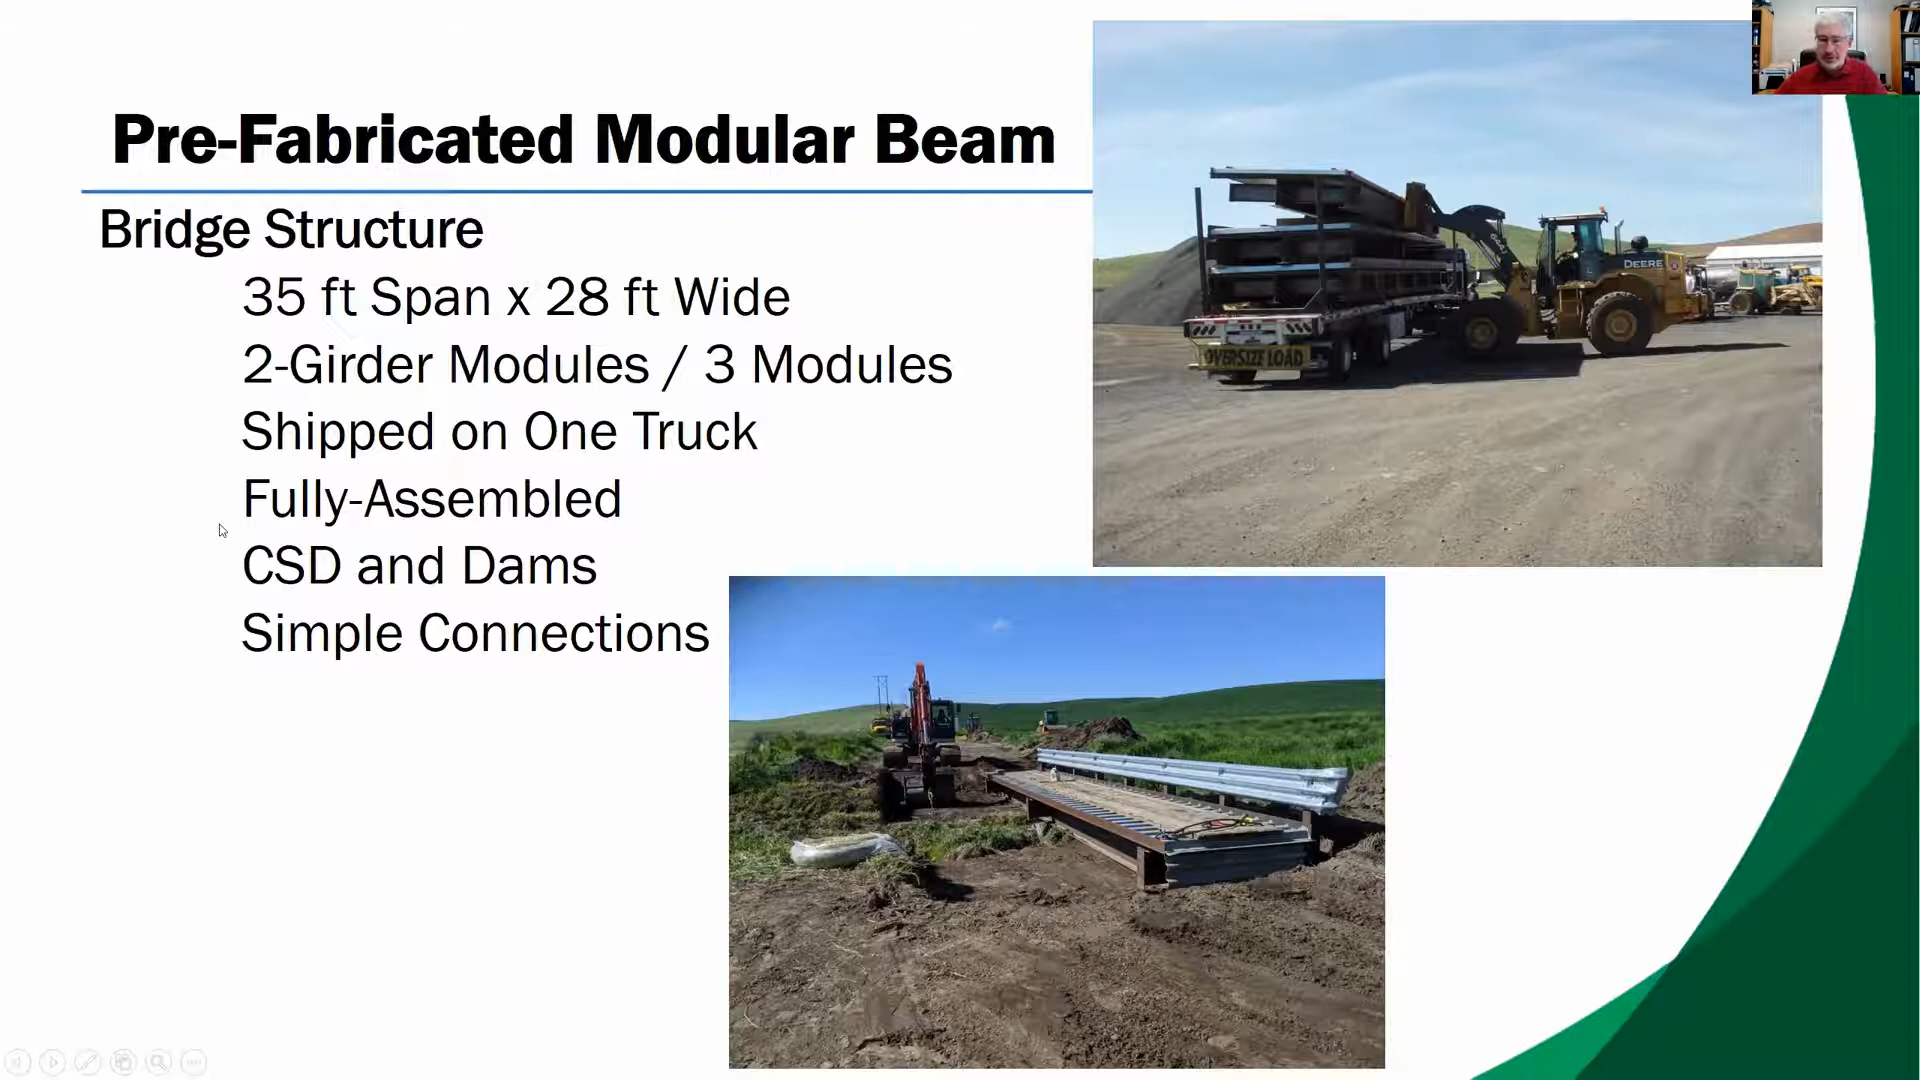 Pre-Fabricated Modular Beam
Bridge Structure
35 ft Span x 28 ft Wide
2-Girder Modules / 3 Modules
Shipped on One Truck
Fully-Assembled
CSD and Dams
Simple Connections
DEERE
OVERSIZE LOAD